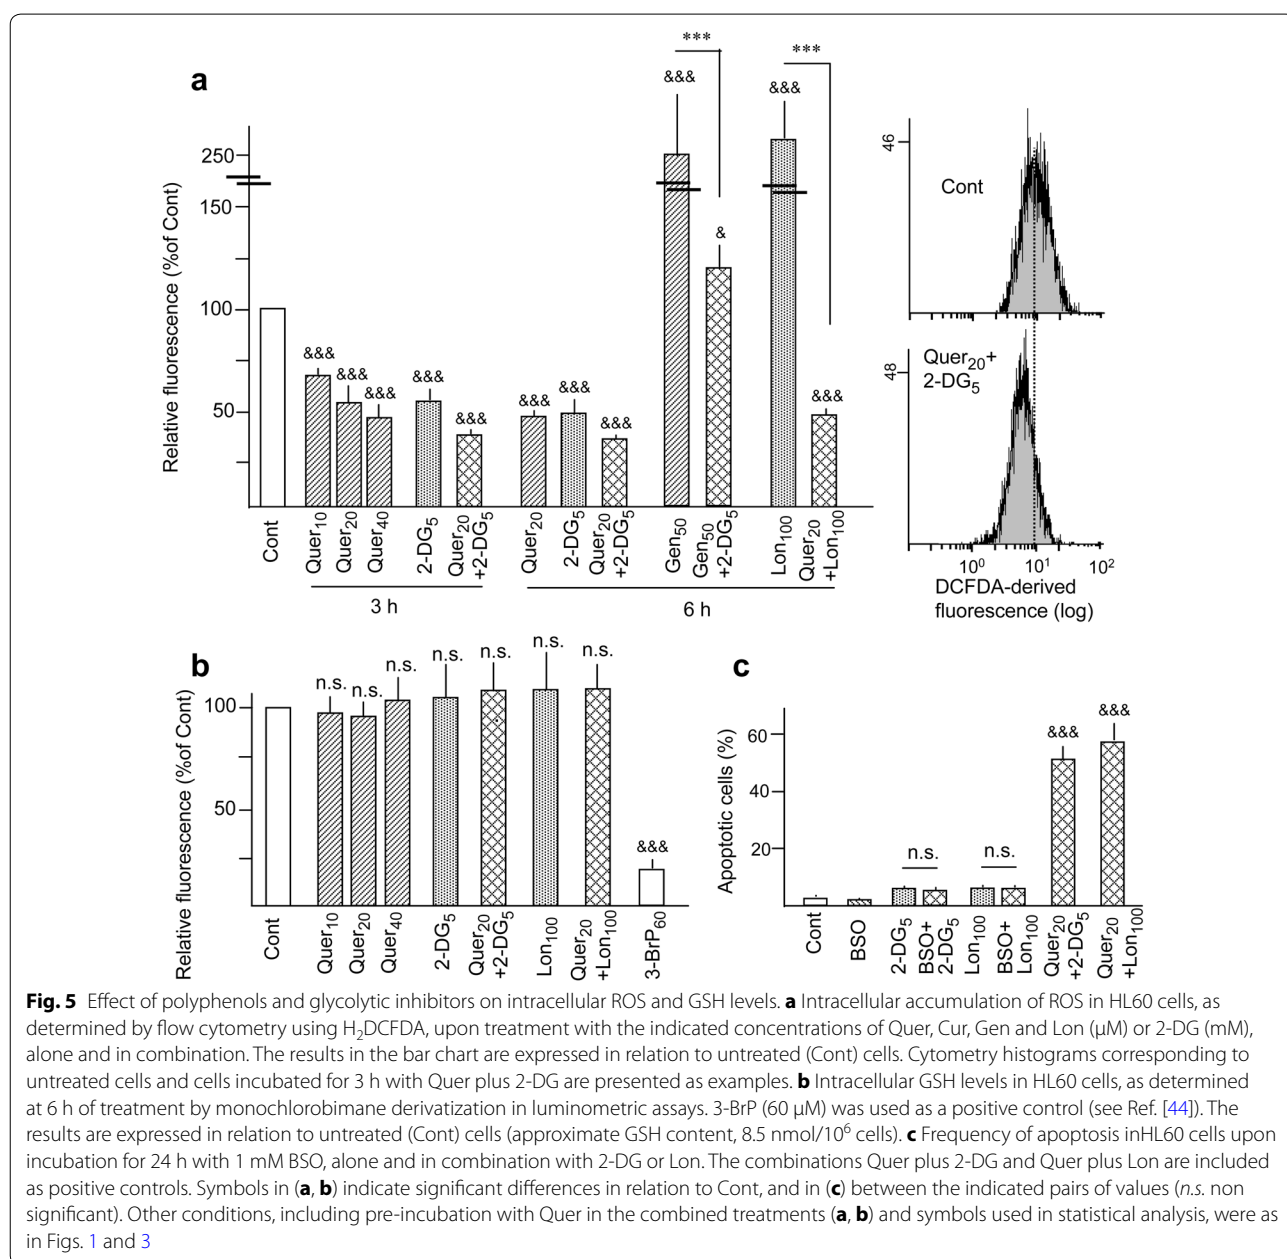 a
*** ***
&&& &&&
Relative fluorescence (%of Cont)
250
150
100
50
&&& &&& &&& &&& &&& &&& &&& &&& &
&&&
Cont Quer10 Quer20 Quer40 2-DG5 Quer20 +2-DG5 Quer20 2-DG5 Quer20 +2-DG5 Gen50 Gen50 +2-DG5 Lon100 Quer20 +Lon100
3 h 6 h
46
Cont
48
Quer20+
2-DG5
10⁰ 10¹ 10²
DCFDA-derived
fluorescence (log)
b
Relative fluorescence (%of Cont)
100
50
n.s. n.s. n.s. n.s. n.s. n.s. n.s.
&&&
Cont Quer10 Quer20 Quer40 2-DG5 Quer20 +2-DG5 Lon100 Quer20 +Lon100 3-BrP60
c
Apoptotic cells (%)
60
40
20
n.s. n.s. &&& &&&
Cont BSO 2-DG5 BSO+ 2-DG5 Lon100 BSO+ Lon100 Quer20 +2-DG5 Quer20 +Lon100
Fig. 5 Effect of polyphenols and glycolytic inhibitors on intracellular ROS and GSH levels. a Intracellular accumulation of ROS in HL60 cells, as
determined by flow cytometry using H₂DCFDA, upon treatment with the indicated concentrations of Quer, Cur, Gen and Lon (µM) or 2-DG (mM),
alone and in combination. The results in the bar chart are expressed in relation to untreated (Cont) cells. Cytometry histograms corresponding to
untreated cells and cells incubated for 3 h with Quer plus 2-DG are presented as examples. b Intracellular GSH levels in HL60 cells, as determined
at 6 h of treatment by monochlorobimane derivatization in luminometric assays. 3-BrP (60 µM) was used as a positive control (see Ref. [44]). The
results are expressed in relation to untreated (Cont) cells (approximate GSH content, 8.5 nmol/10⁶ cells). c Frequency of apoptosis inHL60 cells upon
incubation for 24 h with 1 mM BSO, alone and in combination with 2-DG or Lon. The combinations Quer plus 2-DG and Quer plus Lon are included
as positive controls. Symbols in (a, b) indicate significant differences in relation to Cont, and in (c) between the indicated pairs of values (n.s. non
significant). Other conditions, including pre-incubation with Quer in the combined treatments (a, b) and symbols used in statistical analysis, were as
in Figs. 1 and 3